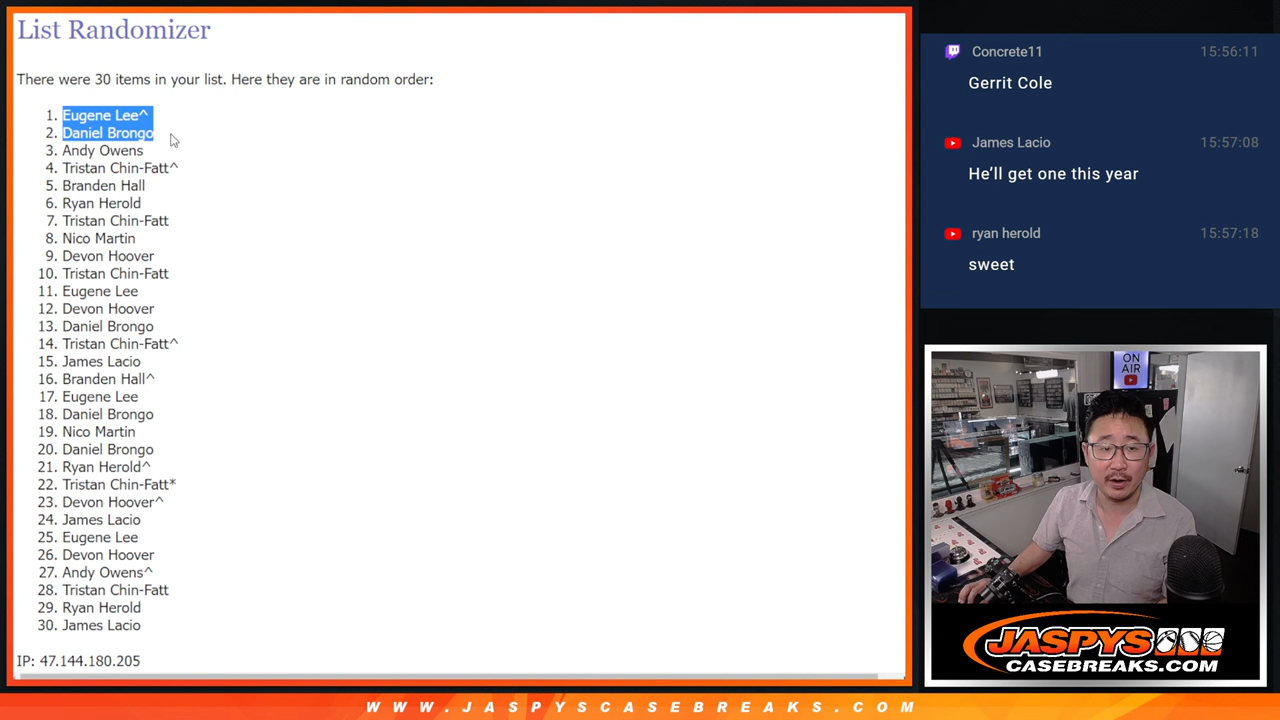 List Randomizer
There were 30 items in your list. Here they are in random order:
1. Eugene Lee^
2. Daniel Brongo
3. Andy Owens
4. Tristan Chin-Fatt^
5. Branden Hall
6. Ryan Herold
7. Tristan Chin-Fatt
8. Nico Martin
9. Devon Hoover
10. Tristan Chin-Fatt
11. Eugene Lee
12. Devon Hoover
13. Daniel Brongo
14. Tristan Chin-Fatt^
15. James Lacio
16. Branden Hall^
17. Eugene Lee
18. Daniel Brongo
19. Nico Martin
20. Daniel Brongo
21. Ryan Herold^
22. Tristan Chin-Fatt*
23. Devon Hoover^
24. James Lacio
25. Eugene Lee
26. Devon Hoover
27. Andy Owens^
28. Tristan Chin-Fatt
29. Ryan Herold
30. James Lacio
IP: 47.144.180.205
Concrete11 15:56:11
Gerrit Cole
James Lacio 15:57:08
He’ll get one this year
ryan herold 15:57:18
sweet
ON
AIR
JASPYS
CASEBREAKS.COM
WWW.JASPYSCASEBREAKS.COM